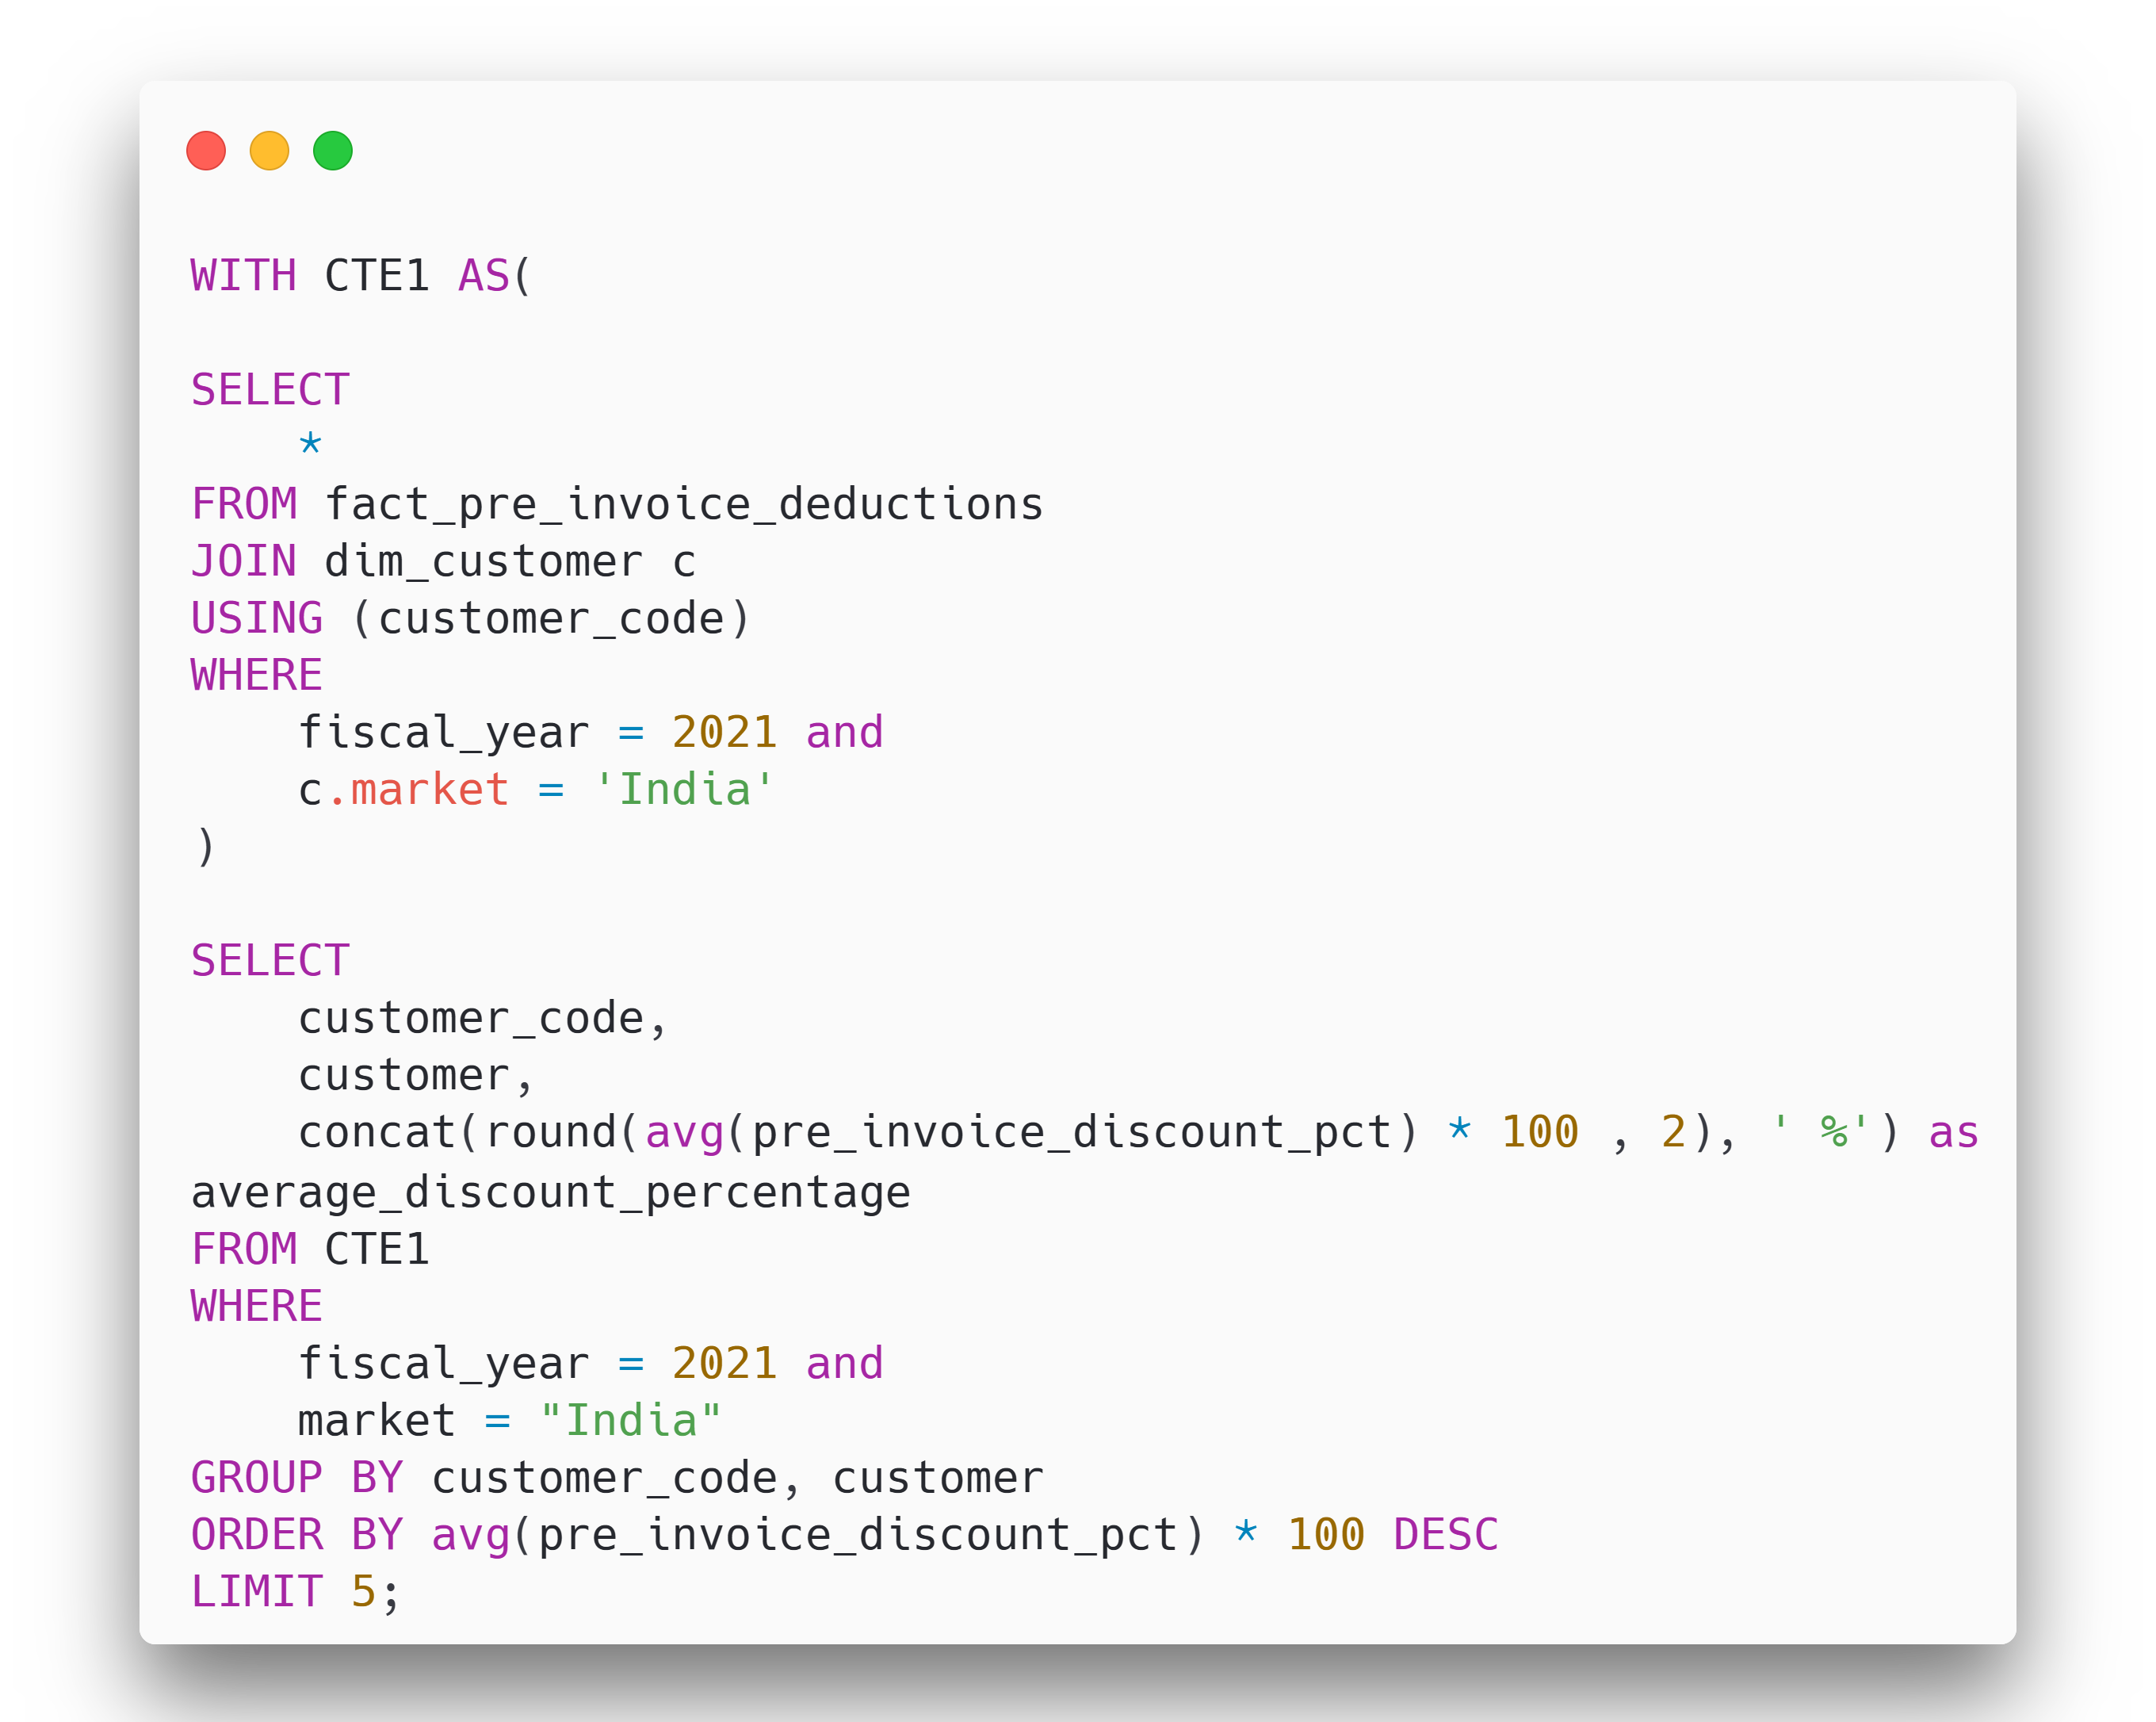 WITH CTE1 AS(
SELECT
    *
FROM fact_pre_invoice_deductions
JOIN dim_customer c
USING (customer_code)
WHERE
    fiscal_year = 2021 and
    c.market = 'India'
)
SELECT
    customer_code,
    customer,
    concat(round(avg(pre_invoice_discount_pct) * 100 , 2), ' %') as
average_discount_percentage
FROM CTE1
WHERE
    fiscal_year = 2021 and
    market = "India"
GROUP BY customer_code, customer
ORDER BY avg(pre_invoice_discount_pct) * 100 DESC
LIMIT 5;